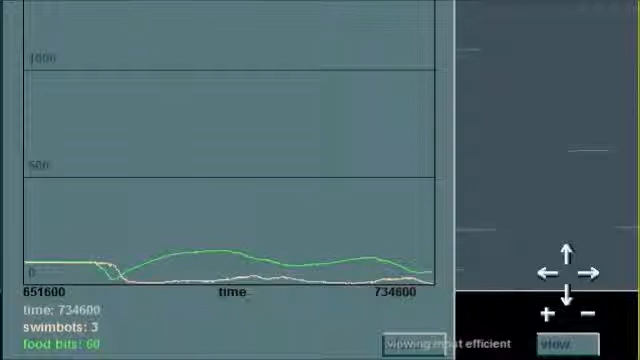 1000
500
0
651600 time 734600
time: 734600
swimbots: 3
food bits: 60
viewing most efficient
view
+ −